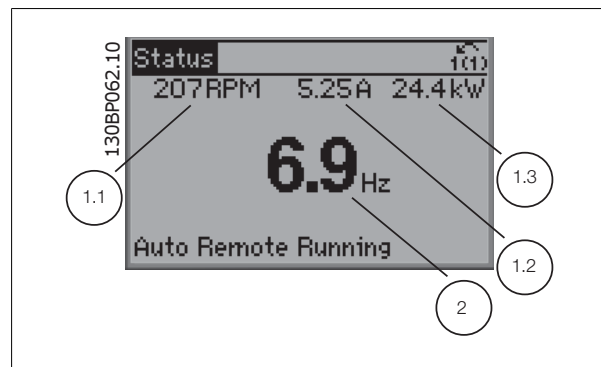 130BP062.10
Status
1(1)
207RPM 5.25A 24.4kW
6.9Hz
Auto Remote Running
1.1
1.3
1.2
2